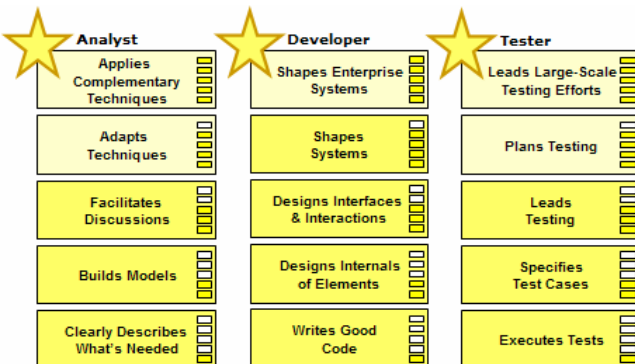 Analyst
Applies
Complementary
Techniques
Adapts
Techniques
Facilitates
Discussions
Builds Models
Clearly Describes
What's Needed
Developer
Shapes Enterprise
Systems
Shapes
Systems
Designs Interfaces
& Interactions
Designs Internals
of Elements
Writes Good
Code
Tester
Leads Large-Scale
Testing Efforts
Plans Testing
Leads
Testing
Specifies
Test Cases
Executes Tests